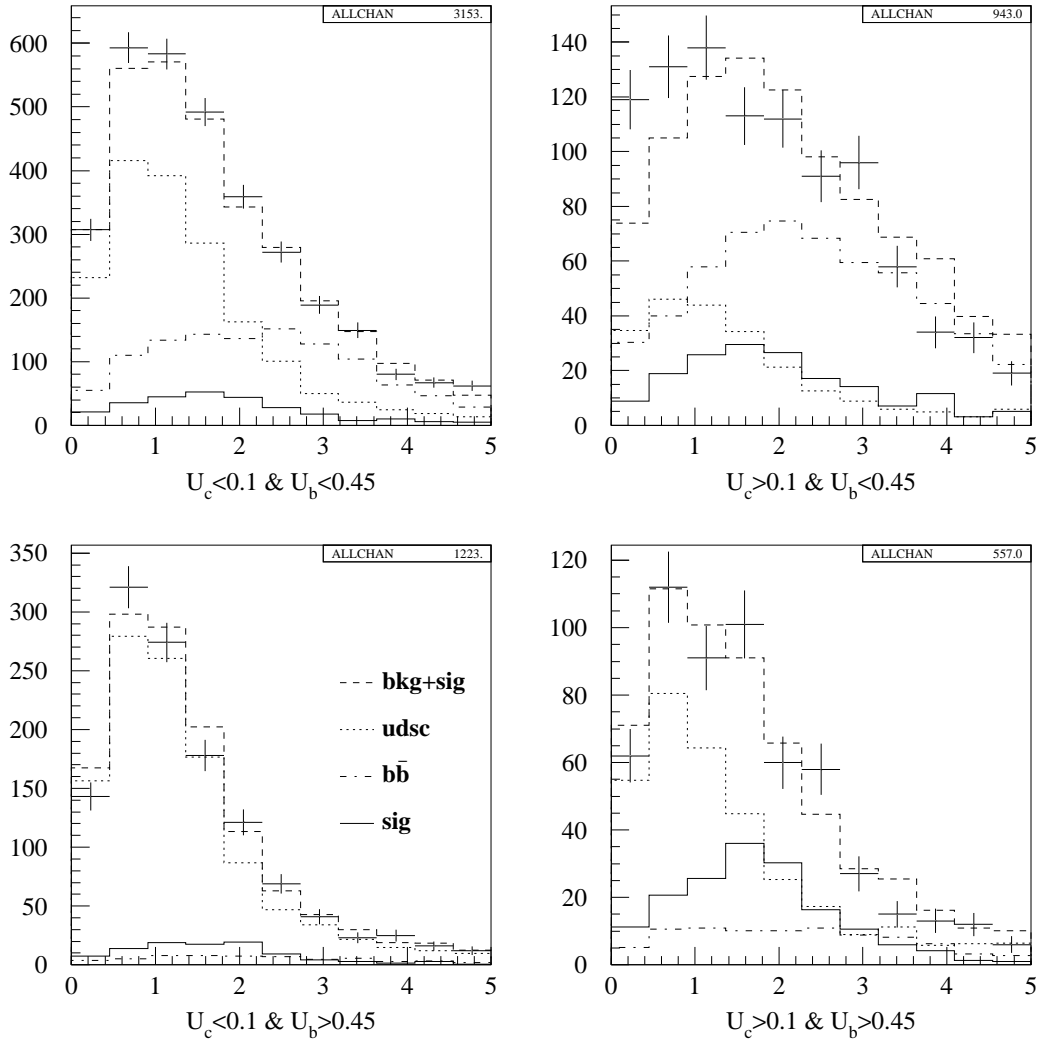 ALLCHAN 3153.
600
500
400
300
200
100
0
0 1 2 3 4 5
U_c<0.1 & U_b<0.45
ALLCHAN 943.0
140
120
100
80
60
40
20
0
0 1 2 3 4 5
U_c>0.1 & U_b<0.45
ALLCHAN 1223.
350
300
250
200
150
100
50
0
0 1 2 3 4 5
bkg+sig
udsc
bb̄
sig
U_c<0.1 & U_b>0.45
ALLCHAN 557.0
120
100
80
60
40
20
0
0 1 2 3 4 5
U_c>0.1 & U_b>0.45